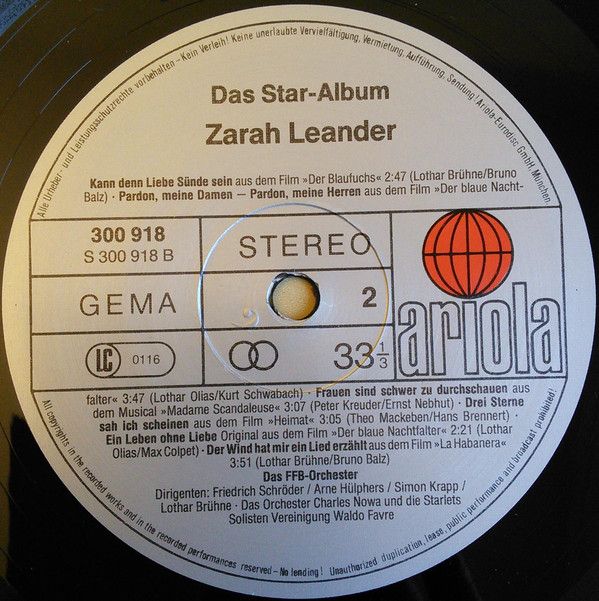 Alle Urheber- und Leistungsschutzrechte vorbehalten – Kein Verleih! Keine unerlaubte Vervielfältigung, Vermietung, Aufführung, Sendung! Ariola-Eurodisc GmbH, München.
Das Star-Album
Zarah Leander
Kann denn Liebe Sünde sein aus dem Film »Der Blaufuchs« 2:47 (Lothar Brühne/Bruno
Balz) · Pardon, meine Damen — Pardon, meine Herren aus dem Film »Der blaue Nacht-
300 918
S 300 918 B
STEREO
GEMA
2
LC 0116
33 1/3
ariola
falter« 3:47 (Lothar Olias/Kurt Schwabach) · Frauen sind schwer zu durchschauen aus
dem Musical »Madame Scandaleuse« 3:07 (Peter Kreuder/Ernst Nebhut) · Drei Sterne
sah ich scheinen aus dem Film »Heimat« 3:05 (Theo Mackeben/Hans Brennert) ·
Ein Leben ohne Liebe Original aus dem Film »Der blaue Nachtfalter« 2:21 (Lothar
Olias/Max Colpet) · Der Wind hat mir ein Lied erzählt aus dem Film »La Habanera«
3:51 (Lothar Brühne/Bruno Balz)
Das FFB-Orchester
Dirigenten: Friedrich Schröder / Arne Hülphers / Simon Krapp /
Lothar Brühne · Das Orchester Charles Nowa und die Starlets
Solisten Vereinigung Waldo Favre
All copyrights in the recorded works and in the recorded performances reserved – No lending! Unauthorized duplication, lease, public performance and broadcast prohibited!